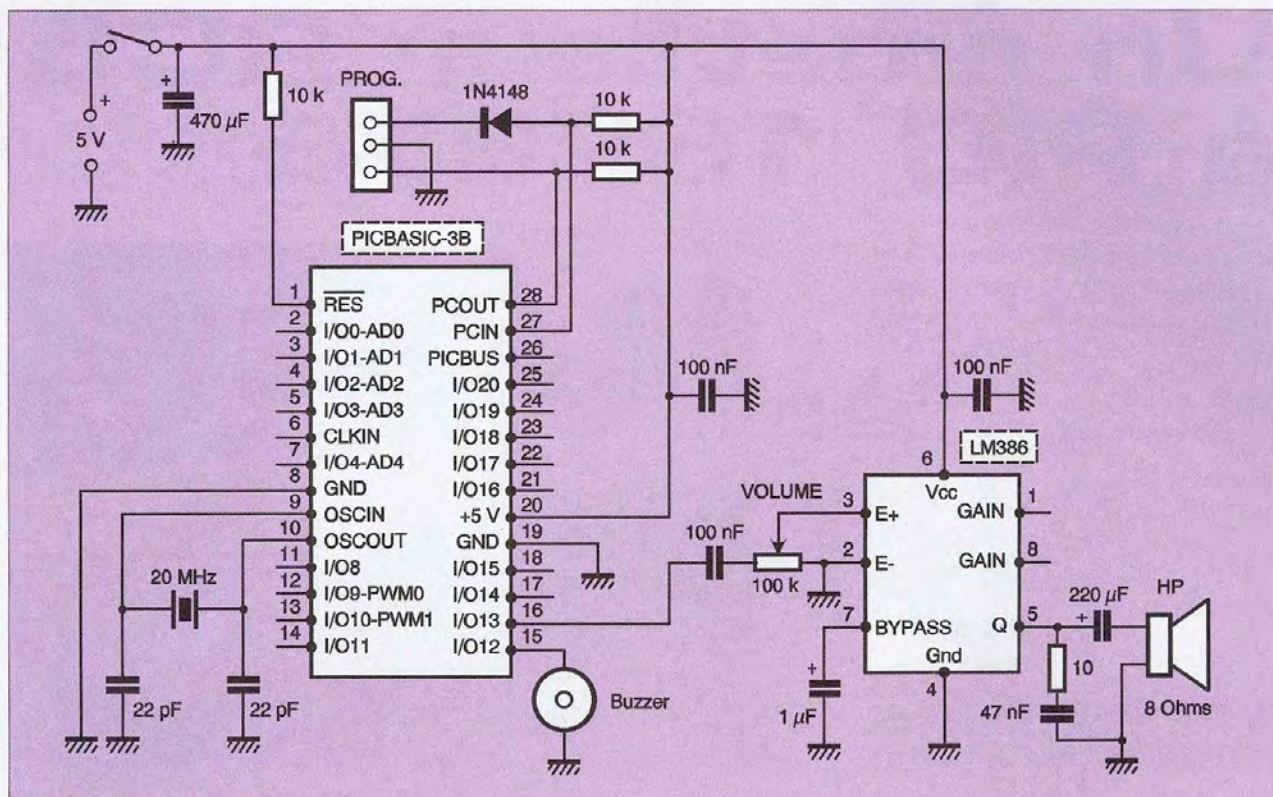 10 k
PROG.
1N4148
10 k
+
470 µF
+
5 V
10 k
PICBASIC-3B
1
RES
PCOUT
28
2
I/O0-AD0
PCIN
27
3
I/O1-AD1
PICBUS
26
4
I/O2-AD2
I/O20
25
5
I/O3-AD3
I/O19
24
6
CLKIN
I/O18
23
7
I/O4-AD4
I/O17
22
8
GND
I/O16
21
9
OSCIN
+5 V
20
10
OSCOUT
GND
19
11
I/O8
I/O15
18
12
I/O9-PWM0
I/O14
17
13
I/O10-PWM1
I/O13
16
14
I/O11
I/O12
15
20 MHz
22 pF
22 pF
Buzzer
100 nF
100 nF
LM386
VOLUME
100 nF
100 k
6
Vcc
3
E+
GAIN
1
2
E-
GAIN
8
7
BYPASS
Q
5
Gnd
4
+
1 µF
220 µF
+
HP
10
47 nF
8 Ohms